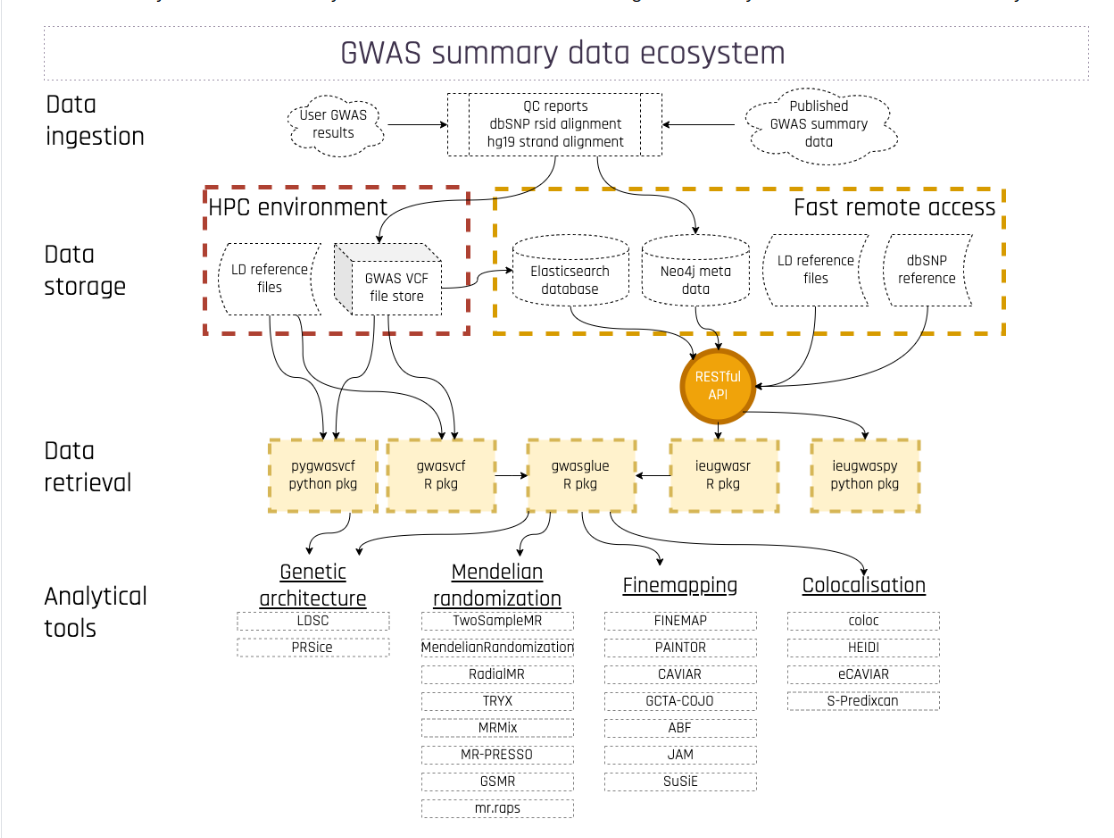 GWAS summary data ecosystem
Data
ingestion
User GWAS
results
QC reports
dbSNP rsid alignment
hg19 strand alignment
Published
GWAS summary
data
HPC environment
Fast remote access
Data
storage
LD reference
files
GWAS VCF
file store
Elasticsearch
database
Neo4j meta
data
LD reference
files
dbSNP
reference
RESTful
API
Data
retrieval
pygwasvcf
python pkg
gwasvcf
R pkg
gwasglue
R pkg
ieugwasr
R pkg
ieugwaspy
python pkg
Analytical
tools
Genetic
architecture
LDSC
PRSice
Mendelian
randomization
TwoSampleMR
MendelianRandomization
RadialMR
TRYX
MRMix
MR-PRESSO
GSMR
mr.raps
Finemapping
FINEMAP
PAINTOR
CAVIAR
GCTA-COJO
ABF
JAM
SuSiE
Colocalisation
coloc
HEIDI
eCAVIAR
S-Predixcan